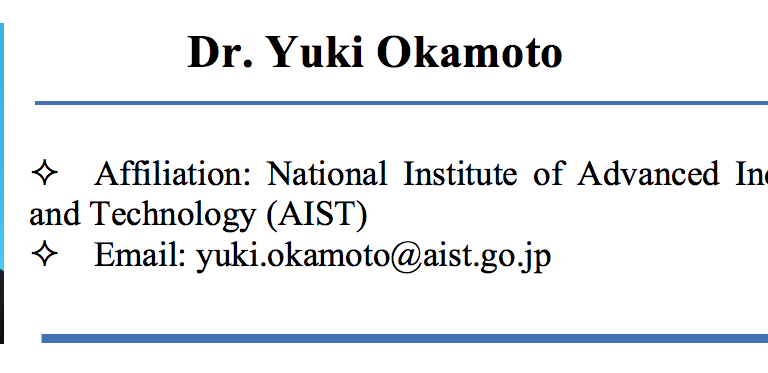 Dr. Yuki Okamoto
✧ Affiliation: National Institute of Advanced
and Technology (AIST)
✧ Email: yuki.okamoto@aist.go.jp